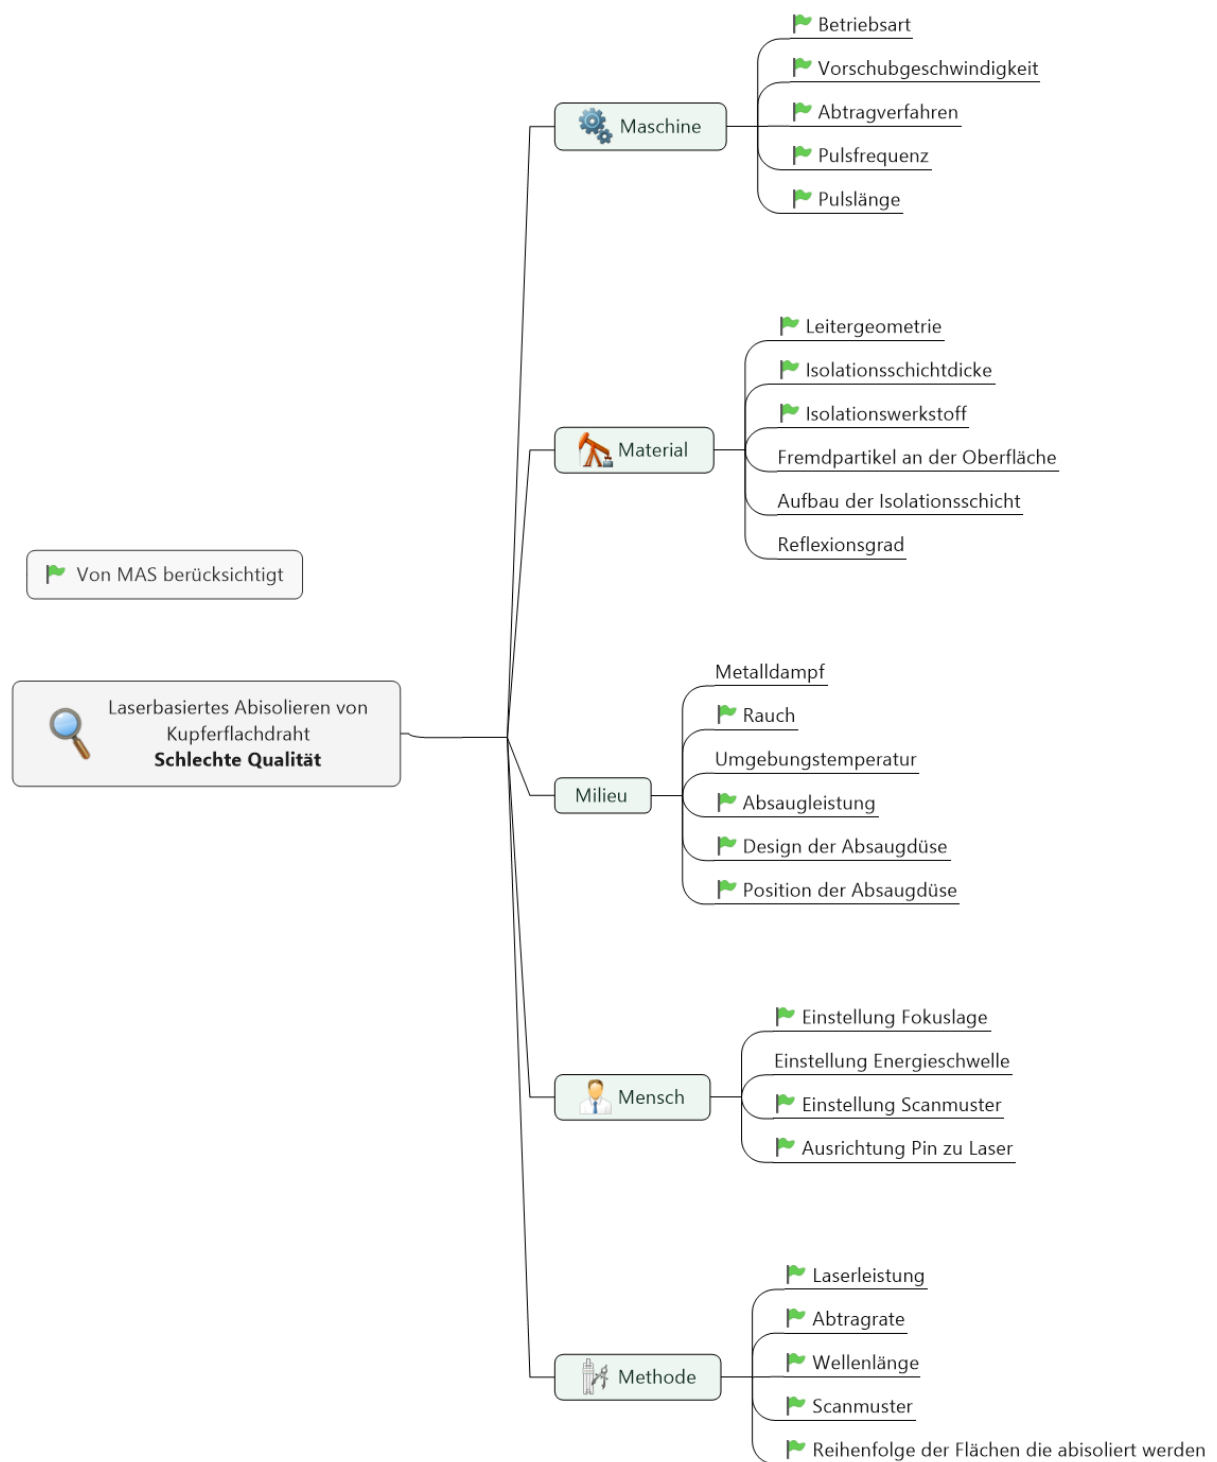 Betriebsart
Vorschubgeschwindigkeit
Maschine
Abtragverfahren
Pulsfrequenz
Pulslänge
Leitergeometrie
Isolationsschichtdicke
Isolationswerkstoff
Material
Fremdpartikel an der Oberfläche
Aufbau der Isolationsschicht
Reflexionsgrad
Von MAS berücksichtigt
Laserbasiertes Abisolieren von
Kupferflachdraht
Schlechte Qualität
Metalldampf
Rauch
Umgebungstemperatur
Milieu
Absaugleistung
Design der Absaugdüse
Position der Absaugdüse
Einstellung Fokuslage
Einstellung Energieschwelle
Mensch
Einstellung Scanmuster
Ausrichtung Pin zu Laser
Laserleistung
Abtragrate
Wellenlänge
Methode
Scanmuster
Reihenfolge der Flächen die abisoliert werden